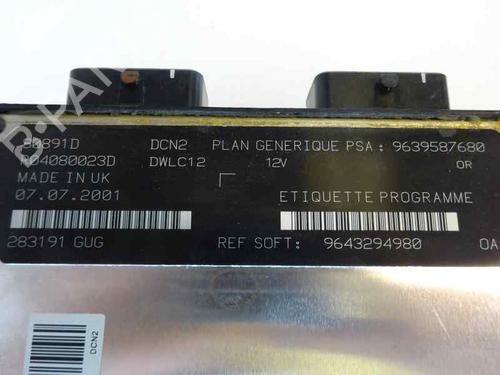 80891D DCN2 PLAN GENERIQUE PSA : 9639587680
R04080023D DWLC12 12V OR
MADE IN UK
07.07.2001 ETIQUETTE PROGRAMME
283191 GUG REF SOFT: 9643294980 OA
DCN2